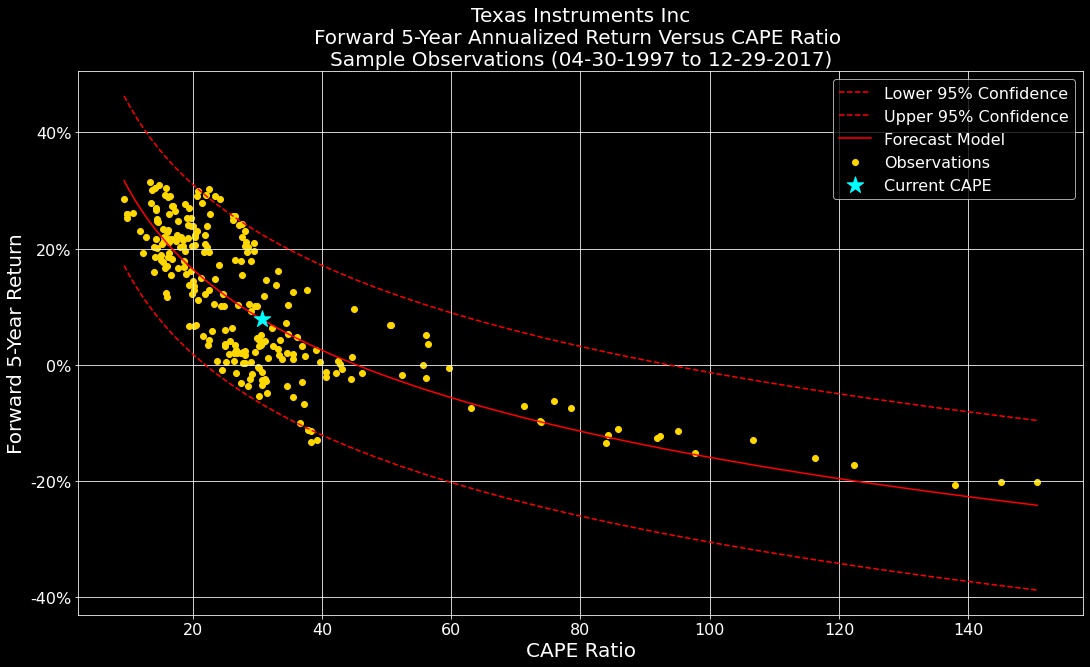 Texas Instruments Inc
Forward 5-Year Annualized Return Versus CAPE Ratio
Sample Observations (04-30-1997 to 12-29-2017)
Lower 95% Confidence
Upper 95% Confidence
Forecast Model
Observations
Current CAPE
Forward 5-Year Return
40%
20%
0%
-20%
-40%
20 40 60 80 100 120 140
CAPE Ratio